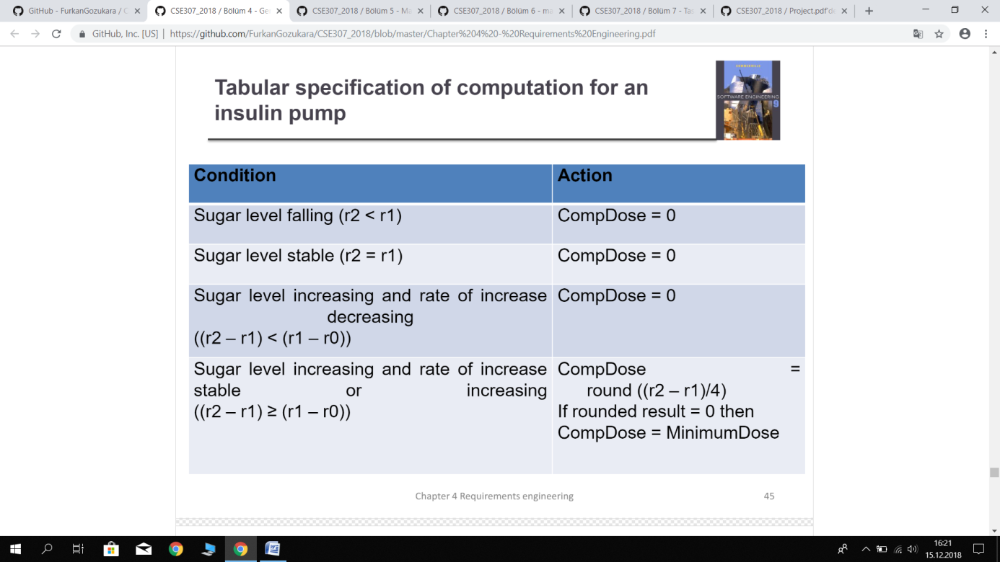 GitHub - FurkanGozukara / C
CSE307_2018 / Bölüm 4 - Ge
CSE307_2018 / Bölüm 5 - Ma
CSE307_2018 / Bölüm 6 - ma
CSE307_2018 / Bölüm 7 - Tas
CSE307_2018 / Project.pdf'de
GitHub, Inc. [US] | https://github.com/FurkanGozukara/CSE307_2018/blob/master/Chapter%204%20-%20Requirements%20Engineering.pdf
Tabular specification of computation for an
insulin pump
SOMMERVILLE
SOFTWARE ENGINEERING
9
Condition
Action
Sugar level falling (r2 < r1)
CompDose = 0
Sugar level stable (r2 = r1)
CompDose = 0
Sugar level increasing and rate of increase
decreasing
((r2 – r1) < (r1 – r0))
CompDose = 0
Sugar level increasing and rate of increase
stable or increasing
((r2 – r1) ≥ (r1 – r0))
CompDose =
round ((r2 – r1)/4)
If rounded result = 0 then
CompDose = MinimumDose
Chapter 4 Requirements engineering
45
16:21
15.12.2018